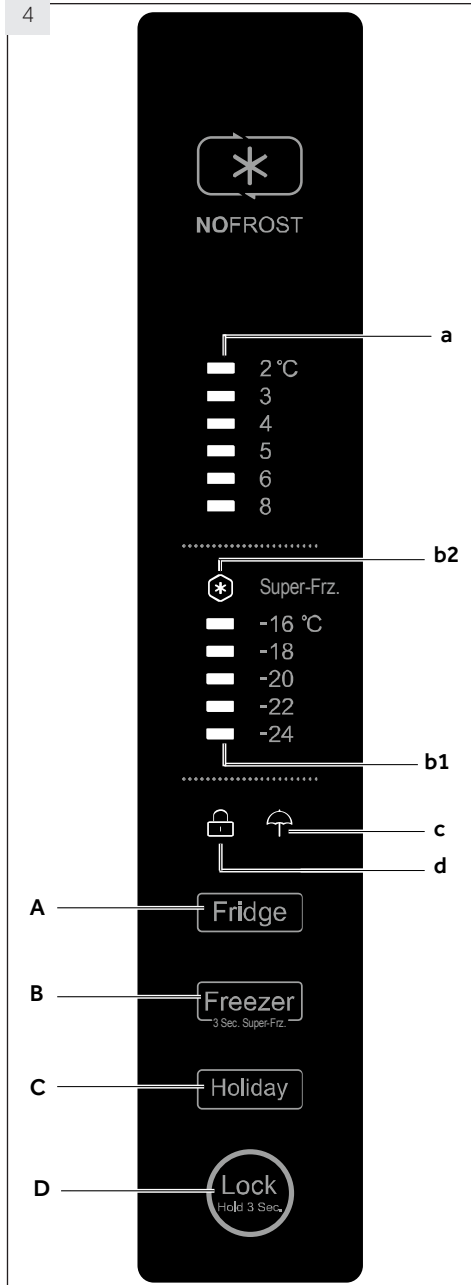 4
NOFROST
a
2 °C
3
4
5
6
8
b2
Super-Frz.
-16 °C
-18
-20
-22
-24
b1
c
d
A
Fridge
B
Freezer
3 Sec. Super-Frz.
C
Holiday
D
Lock
Hold 3 Sec.